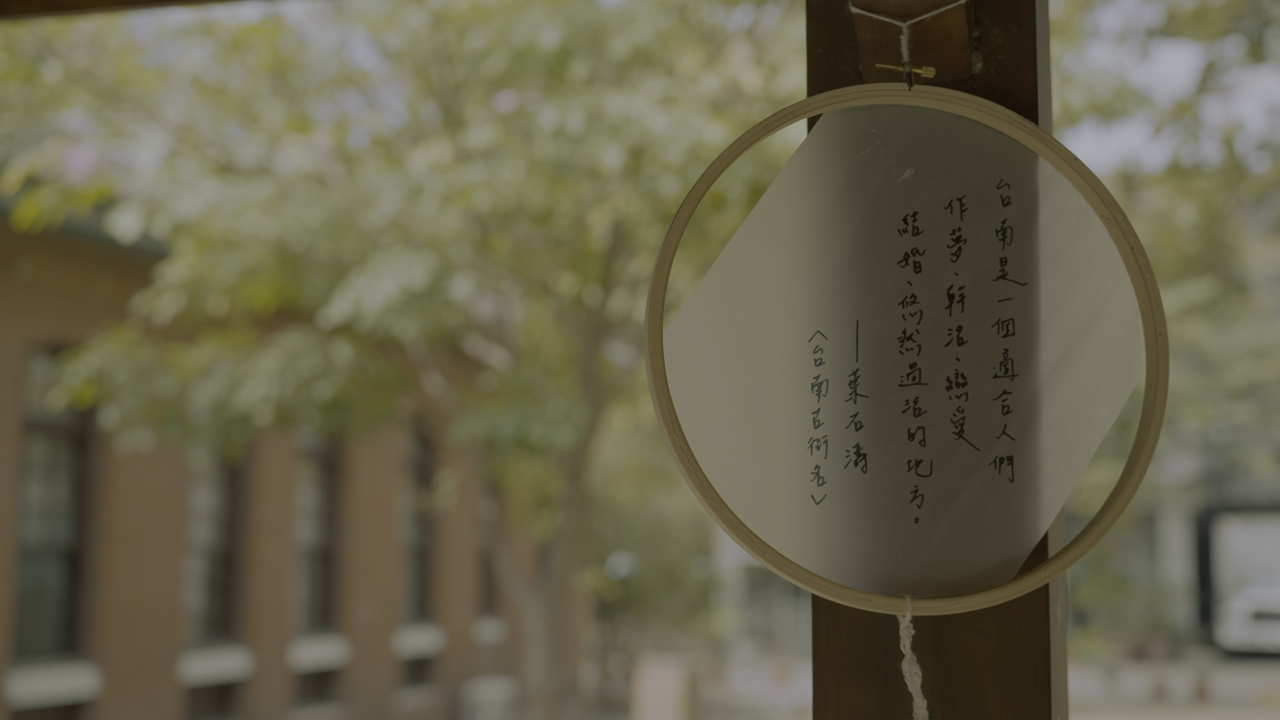 台南是一個適合人們
作夢、幹活、戀愛
結婚、悠然過活的地方。
——葉石濤
〈台南舌街名〉